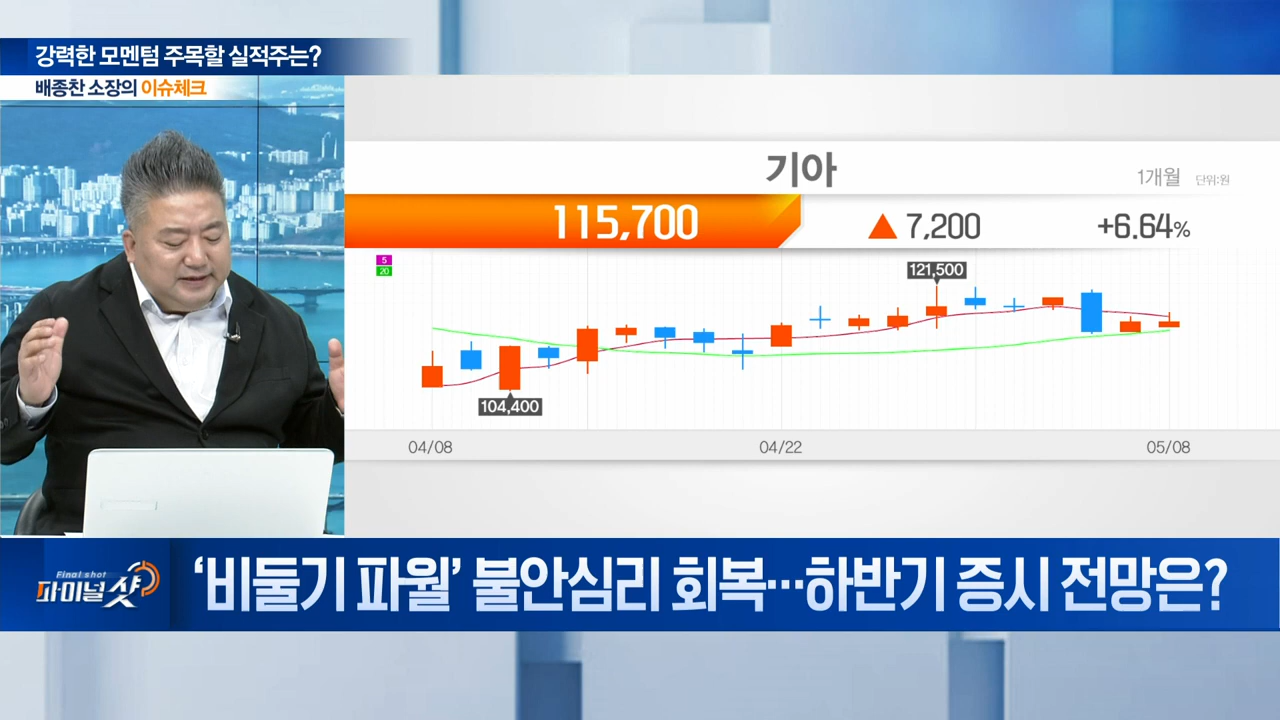 강력한 모멘텀 주목할 실적주는?
배종찬 소장의 이슈체크
기아
1개월 단위:원
115,700 ▲ 7,200 +6.64%
5
20
121,500
104,400
04/08 04/22 05/08
Final shot
파이널샷
‘비둘기 파월’ 불안심리 회복…하반기 증시 전망은?